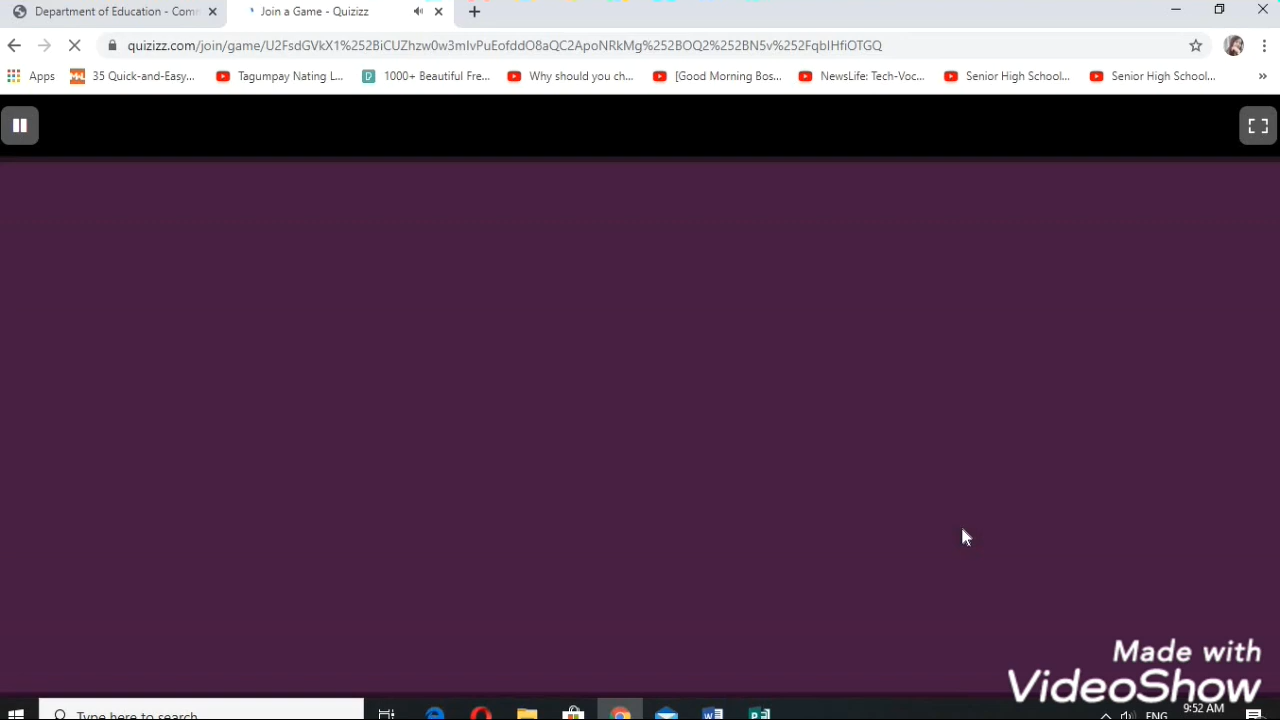 Department of Education - Com
Join a Game - Quizizz
quizizz.com/join/game/U2FsdGVkX1%252BiCUZhzw0w3mIvPuEofddO8aQC2ApoNRkMg%252BOQ2%252BN5v%252FqbIHfiOTGQ
Apps
35 Quick-and-Easy...
Tagumpay Nating L...
1000+ Beautiful Fre...
Why should you ch...
[Good Morning Bos...
NewsLife: Tech-Voc...
Senior High School...
Senior High School...
»
Made with
VideoShow
Type here to search
ENG
9:52 AM